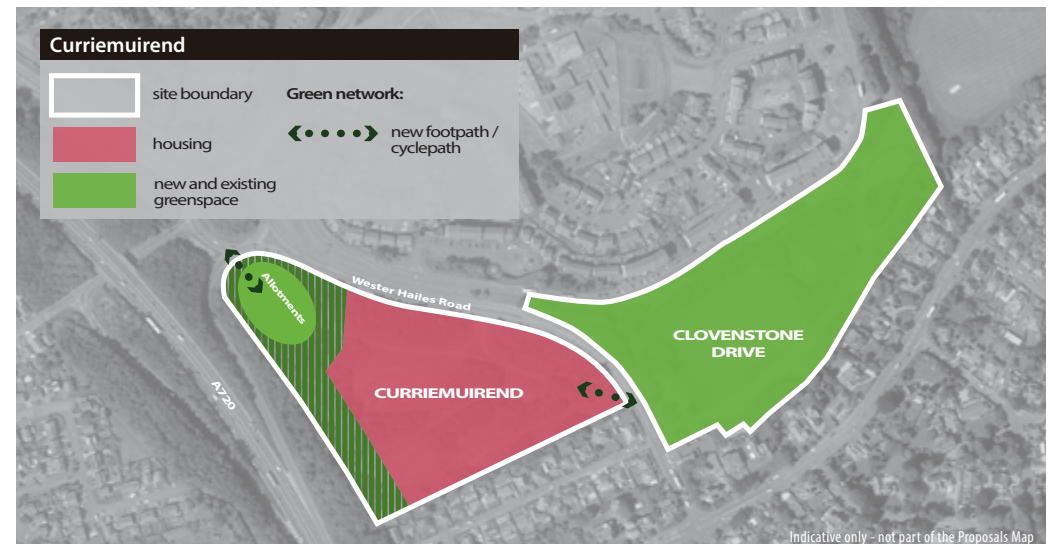 Curriemuirend
site boundary
housing
new and existing
greenspace
Green network:
new footpath /
cyclepath
Allotments
Wester Hailes Road
A720
CURRIEMUIREND
CLOVENSTONE
DRIVE
Indicative only - not part of the Proposals Map